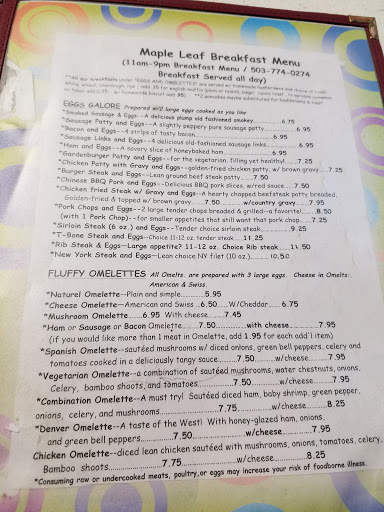 Maple Leaf Breakfast Menu
(11am-9pm Breakfast Menu / 503-774-0274
Breakfast Served all day)
EGGS GALORE Prepared w/2 large eggs cooked as you like
Smoked Sausage & Eggs--A delicious plump old fashioned smokey..........6.75
*Sausage Patty and Eggs--A slightly peppery pure sausage patty..........6.95
*Bacon and Eggs--4 strips of tasty bacon..........6.95
*Sausage Links and Eggs--4 delicious old-fashioned sausage links..........6.95
*Ham and Eggs--A savory slice of honeybaked ham..........6.95
*Gardenburger Patty and Eggs--for the vegetarian, filling yet healthy!......7.25
*Chicken Patty with Gravy and Eggs--golden-fried chicken patty, w/ brown gravy....7.25
*Burger Steak and Eggs--Lean ground beef steak patty......7.50
*Chinese BBQ Pork and Eggs--Delicious BBQ pork slices, w/red sauce....7.50
*Chicken fried Steak w/ Gravy and Eggs--A hearty chopped beefsteak patty breaded,
Golden-fried & topped w/ brown gravy........7.50..........w/country gravy......7.95
*Pork Chops and Eggs--2 large tender chops breaded & grilled--a favorite!......8.50
(with 1 Pork Chop)--for smaller appetites that still want that pork chop.....7.25
*Sirloin Steak (6 oz.) and Eggs--Tender choice sirloin steak..........9.25
*T-Bone Steak and Eggs--Choice 11-12 oz. tender steak.....11.25
*Rib Steak & Eggs--Large appetite? 11-12 oz. Choice Rib steak.....11.50
*New York Steak and Eggs--Lean choice NY filet (10 oz.).........10.50
FLUFFY OMELETTES All Omelts. are prepared with 3 large eggs. Cheese in Omelts.:
American & Swiss.
*Naturel Omelette--Plain and simple..........5.95
*Cheese Omelette--American and Swiss ..6.50.....W/Cheddar...... 6.75
*Mushroom Omelette......6.95 With cheese........7.45
*Ham or Sausage or Bacon Omelette.......7.50............with cheese..........7.95
(if you would like more than 1 meat in Omelette, add 1.95 for each add'l item)
*Spanish Omelette--sautéed mushrooms w/ diced onions, green bell peppers, celery and
tomatoes cooked in a deliciously tangy sauce........7.50.......w/cheese........7.95
*Vegetarian Omelette--a combination of sautéed mushrooms, water chestnuts, onions,
Celery, bamboo shoots, and tomatoes..........7.50..........w/cheese........7.95
*Combination Omelette--A must try! Sautéed diced ham, baby shrimp, green pepper,
onions, celery, and mushrooms..............7.75...........w/cheese........8.25
*Denver Omelette--A taste of the West! With honey-glazed ham, onions,
and green bell peppers..........7.50..............w/cheese..........7.95
Chicken Omelette--diced lean chicken sautéed with mushrooms, onions, tomatoes, celery,
Bamboo shoots..............7.75..............w/cheese............8.25
*Consuming raw or undercooked meats, poultry, or eggs may increase your risk of foodborne illness.